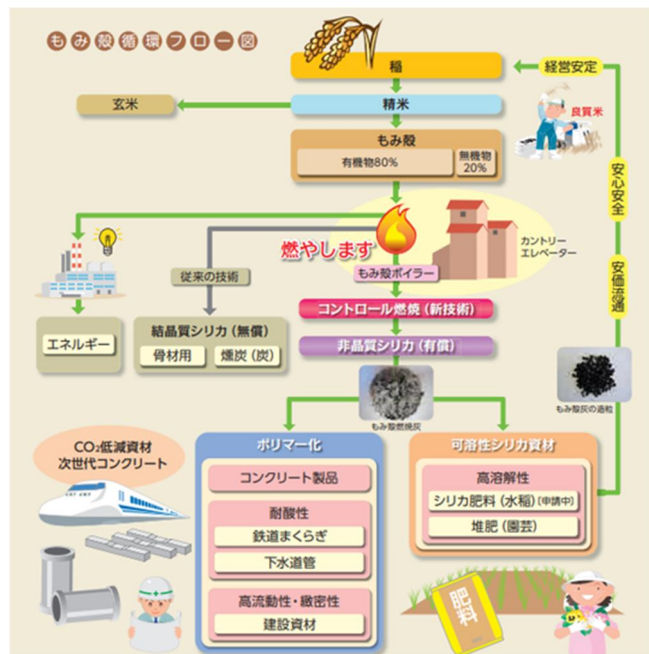 もみ殻循環フロー図
稲
経営安定
玄米
精米
良質米
もみ殻
有機物80%
無機物
20%
安心安全
燃やします
カントリー
エレベーター
従来の技術
もみ殻ボイラー
安価流通
コントロール燃焼(新技術)
エネルギー
結晶質シリカ(無償)
骨材用
燻炭(炭)
非晶質シリカ(有償)
もみ殻燃焼灰
もみ殻灰の造粒
CO₂低減資材
次世代コンクリート
ポリマー化
コンクリート製品
耐酸性
鉄道まくらぎ
下水道管
高流動性・緻密性
建設資材
可溶性シリカ資材
高溶解性
シリカ肥料(水稲)[申請中]
堆肥(園芸)
肥料